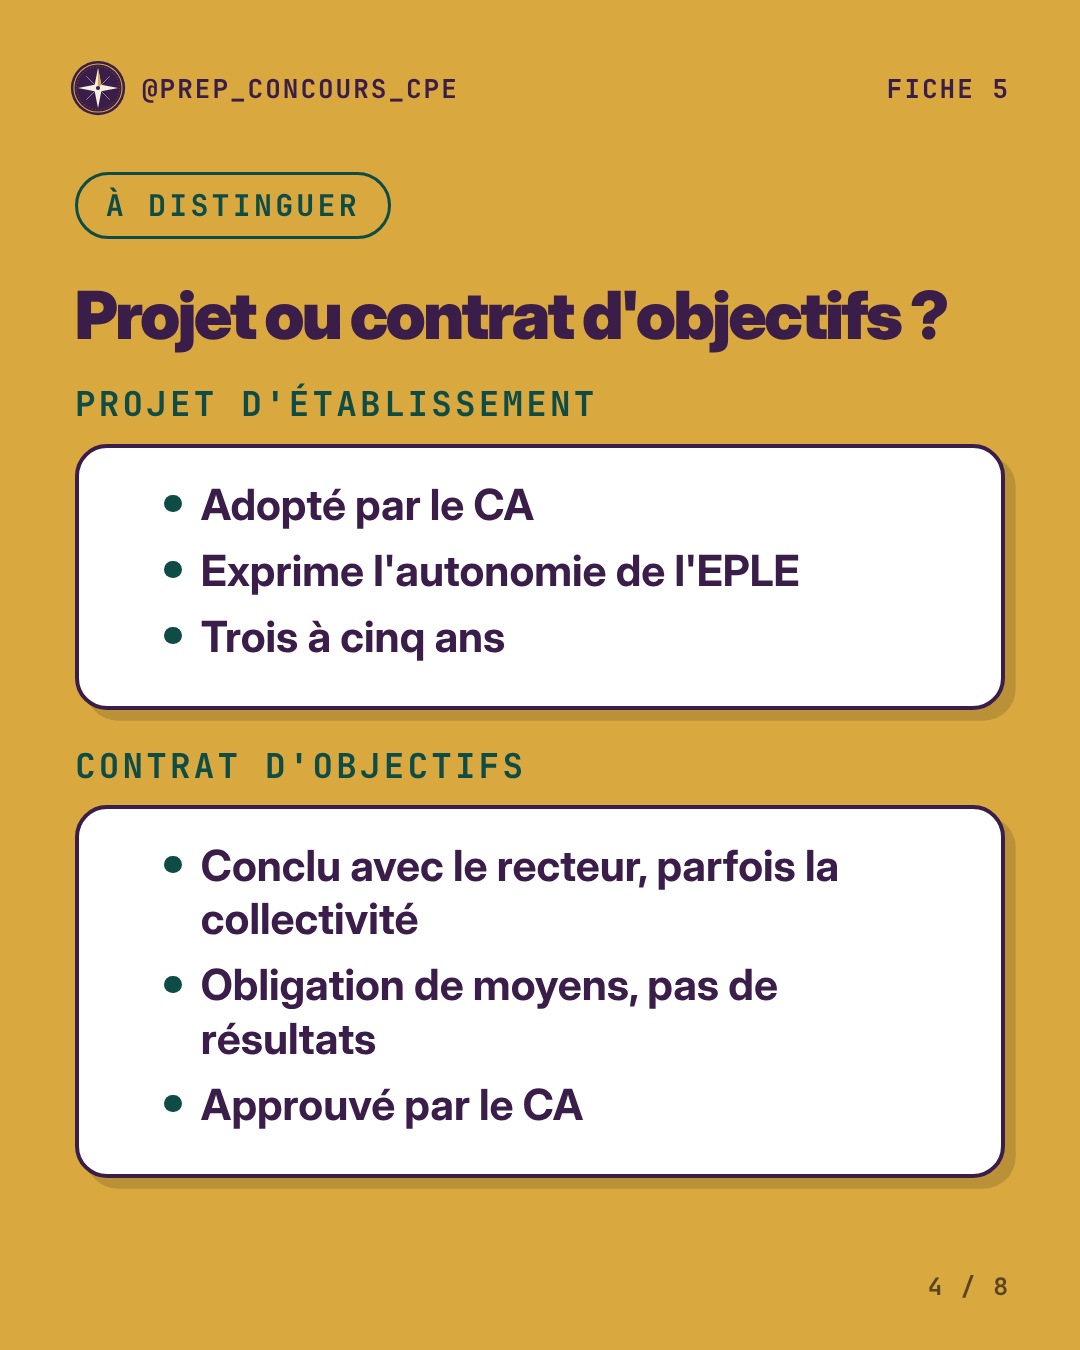 @PREP_CONCOURS_CPE
FICHE 5
À DISTINGUER
Projet ou contrat d'objectifs ?
PROJET D'ÉTABLISSEMENT
• Adopté par le CA
• Exprime l'autonomie de l'EPLE
• Trois à cinq ans
CONTRAT D'OBJECTIFS
• Conclu avec le recteur, parfois la
collectivité
• Obligation de moyens, pas de
résultats
• Approuvé par le CA
4 / 8